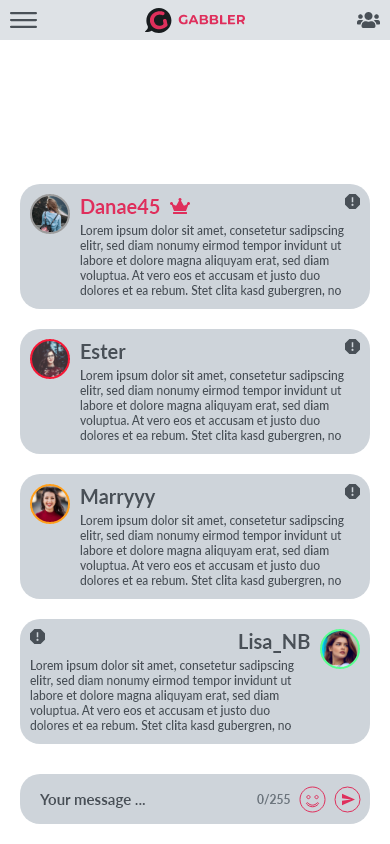 GABBLER
Danae45
Lorem ipsum dolor sit amet, consetetur sadipscing
elitr, sed diam nonumy eirmod tempor invidunt ut
labore et dolore magna aliquyam erat, sed diam
voluptua. At vero eos et accusam et justo duo
dolores et ea rebum. Stet clita kasd gubergren, no
Ester
Lorem ipsum dolor sit amet, consetetur sadipscing
elitr, sed diam nonumy eirmod tempor invidunt ut
labore et dolore magna aliquyam erat, sed diam
voluptua. At vero eos et accusam et justo duo
dolores et ea rebum. Stet clita kasd gubergren, no
Marryyy
Lorem ipsum dolor sit amet, consetetur sadipscing
elitr, sed diam nonumy eirmod tempor invidunt ut
labore et dolore magna aliquyam erat, sed diam
voluptua. At vero eos et accusam et justo duo
dolores et ea rebum. Stet clita kasd gubergren, no
Lisa_NB
Lorem ipsum dolor sit amet, consetetur sadipscing
elitr, sed diam nonumy eirmod tempor invidunt ut
labore et dolore magna aliquyam erat, sed diam
voluptua. At vero eos et accusam et justo duo
dolores et ea rebum. Stet clita kasd gubergren, no
Your message ... 0/255